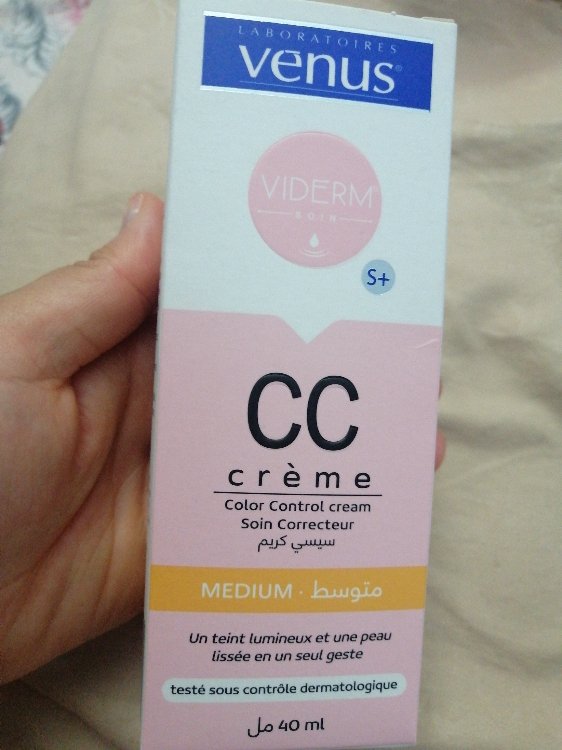 LABORATOIRES
vēnus®
VIDERM
SOIN
S+
CC
crème
Color Control cream
Soin Correcteur
سيسي كريم
MEDIUM · متوسط
Un teint lumineux et une peau
lissée en un seul geste
testé sous contrôle dermatologique
40 ml مل